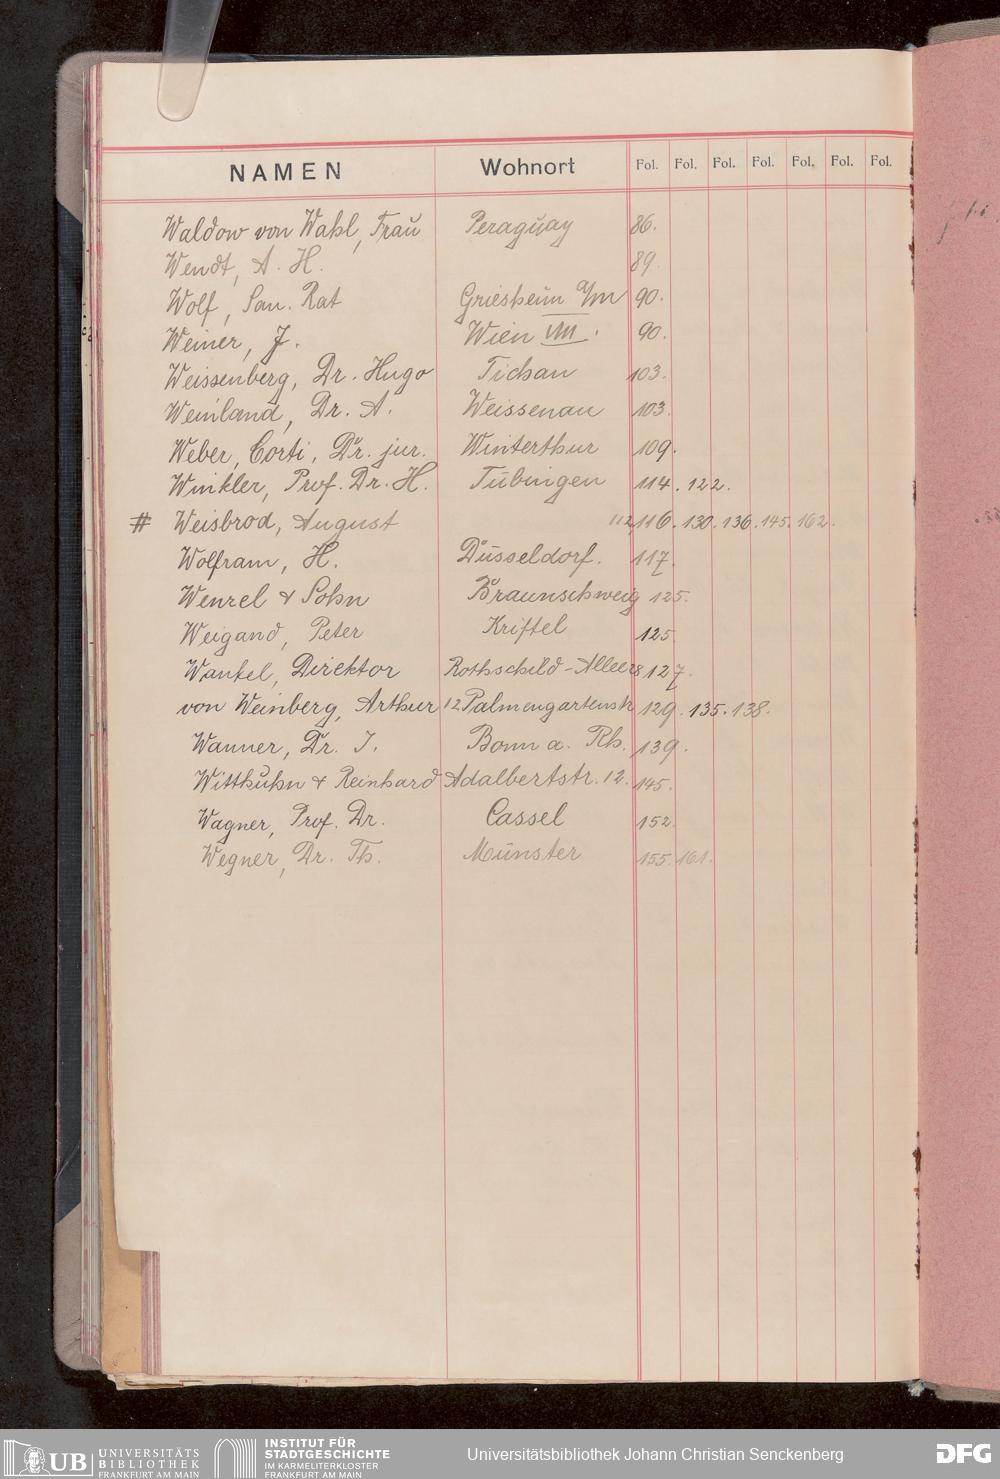 NAMEN Wohnort Fol. Fol. Fol. Fol. Fol. Fol. Fol.
Waldow von Wahl, Frau Peraguay 86.
Wendt, A. H. 89.
Wolf, San. Rat Griesheim a/m 90.
Weiner, J. Wien VIII. 90.
Weissenberg, Dr. Hugo Tichau 103.
Weinland, Dr. A. Weissenau 103.
Weber, Corti, Dr. jur. Winterthur 109.
Winkler, Prof. Dr. H. Tübingen 114. 122.
# Weisbrod, August 112, 116. 130. 136. 145. 162.
Wolfram, H. Düsseldorf. 117.
Wenzel & Sohn Braunschweig 125.
Weigand, Peter Kriftel 125.
Wankel, Direktor Rothschild-Allee 28 127.
von Weinberg, Arthur 12 Palmengartenstr 129. 135. 138.
Wanner, Dr. I. Bonn a. Rh. 139.
Witthuhn & Reinhard Adalbertstr. 12. 145.
Wagner, Prof. Dr. Cassel 152.
Wegner, Dr. Th. Münster 155. 161.
UB UNIVERSITÄTS BIBLIOTHEK FRANKFURT AM MAIN
INSTITUT FÜR STADTGESCHICHTE IM KARMELITERKLOSTER FRANKFURT AM MAIN
Universitätsbibliothek Johann Christian Senckenberg
DFG